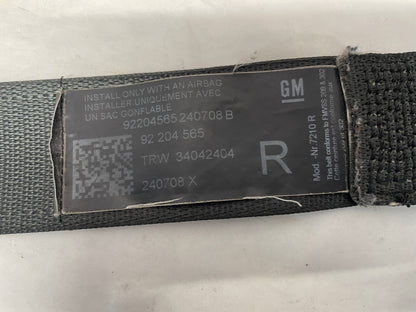 INSTALL ONLY WITH AN AIRBAG
INSTALLER UNIQUEMENT AVEC
UN SAC GONFLABLE
92204565 240708 B
92 204 565
TRW 34042404
240708 X
GM
R
Mod.-Nr.7210 R
This belt conforms to FMVSS 209 & 302